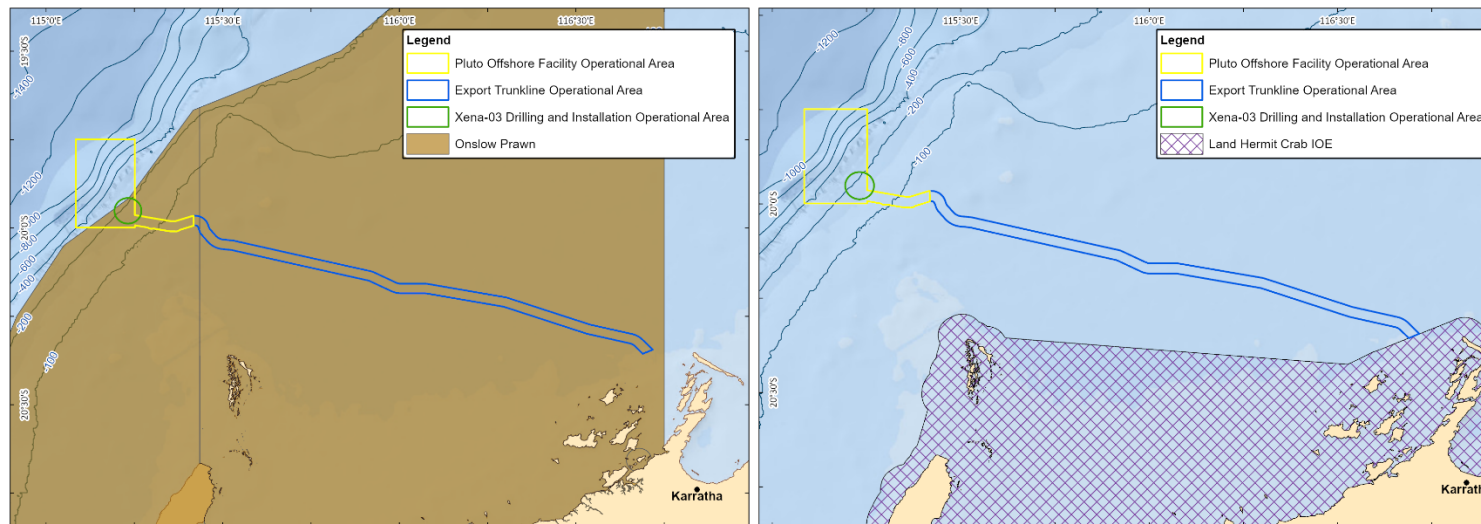 115°0'E
115°30'E
116°0'E
116°30'E
19°30'S
20°0'S
20°30'S
-1400
-1200
-800
-600
-400
-200
-100
Legend
Pluto Offshore Facility Operational Area
Export Trunkline Operational Area
Xena-03 Drilling and Installation Operational Area
Onslow Prawn
Karratha
115°30'E
116°0'E
116°30'E
19°30'S
20°0'S
20°30'S
-1200
-800
-600
-400
-200
-100
-1000
Legend
Pluto Offshore Facility Operational Area
Export Trunkline Operational Area
Xena-03 Drilling and Installation Operational Area
Land Hermit Crab IOE
Karratha